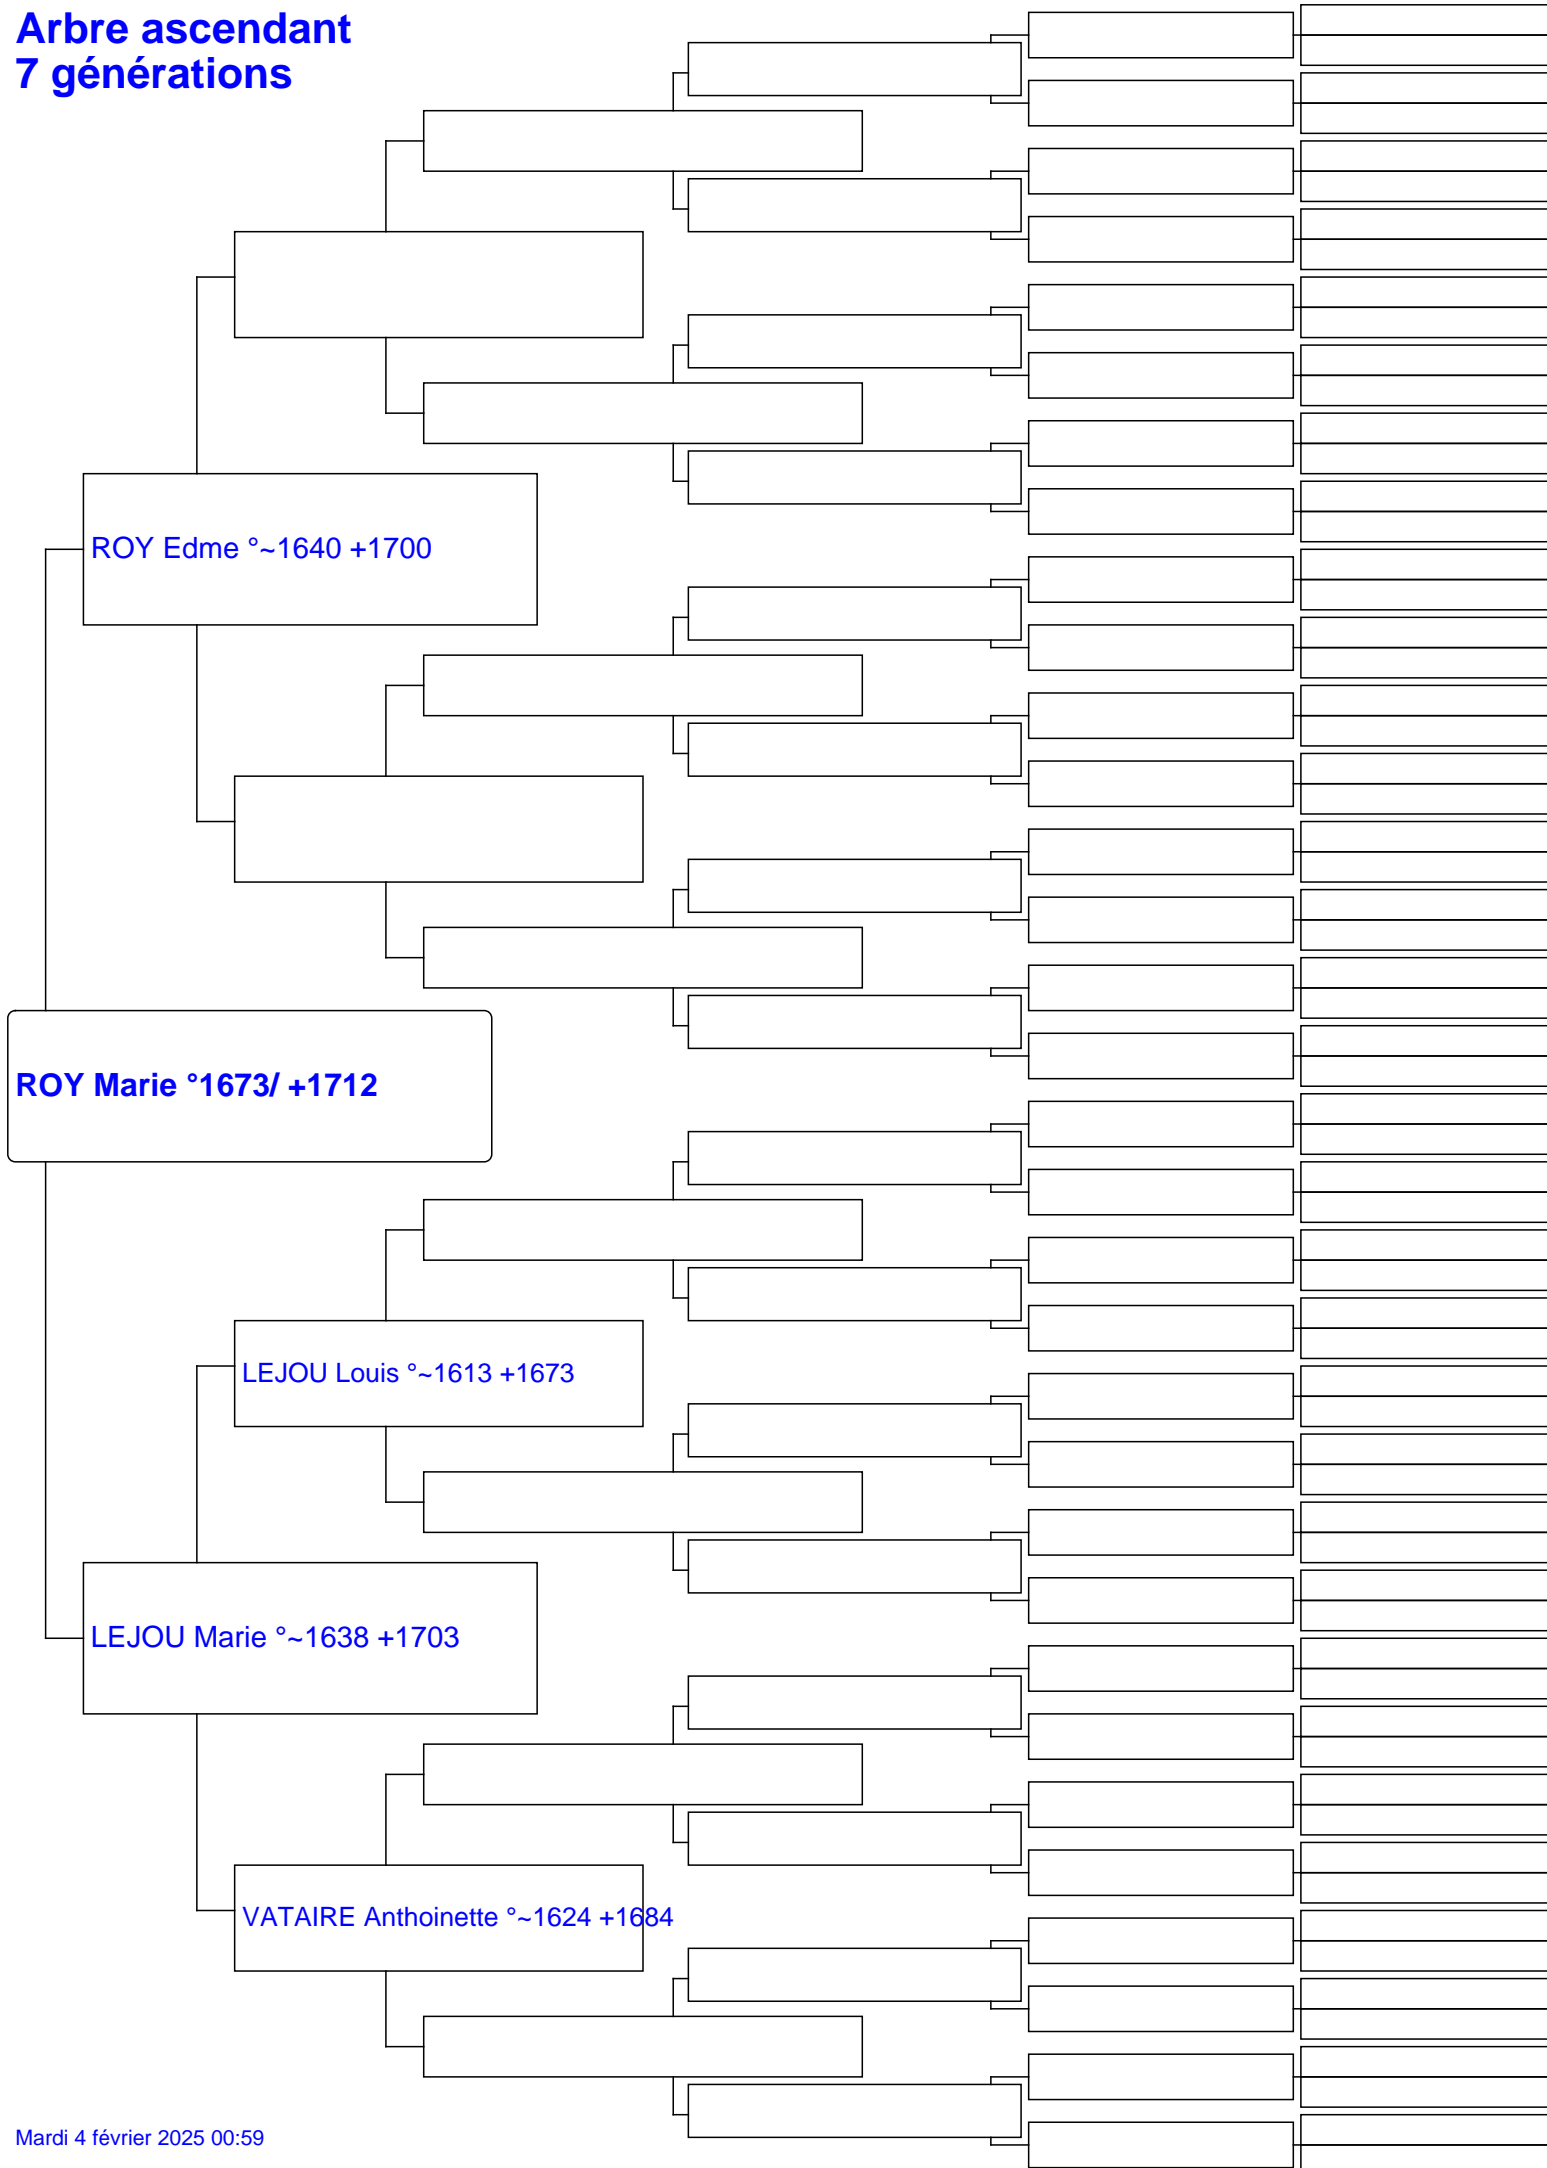 Arbre ascendant
7 générations
ROY Edme °~1640 +1700
ROY Marie °1673/ +1712
LEJOU Louis °~1613 +1673
LEJOU Marie °~1638 +1703
VATAIRE Anthoinette °~1624 +1684
Mardi 4 février 2025 00:59